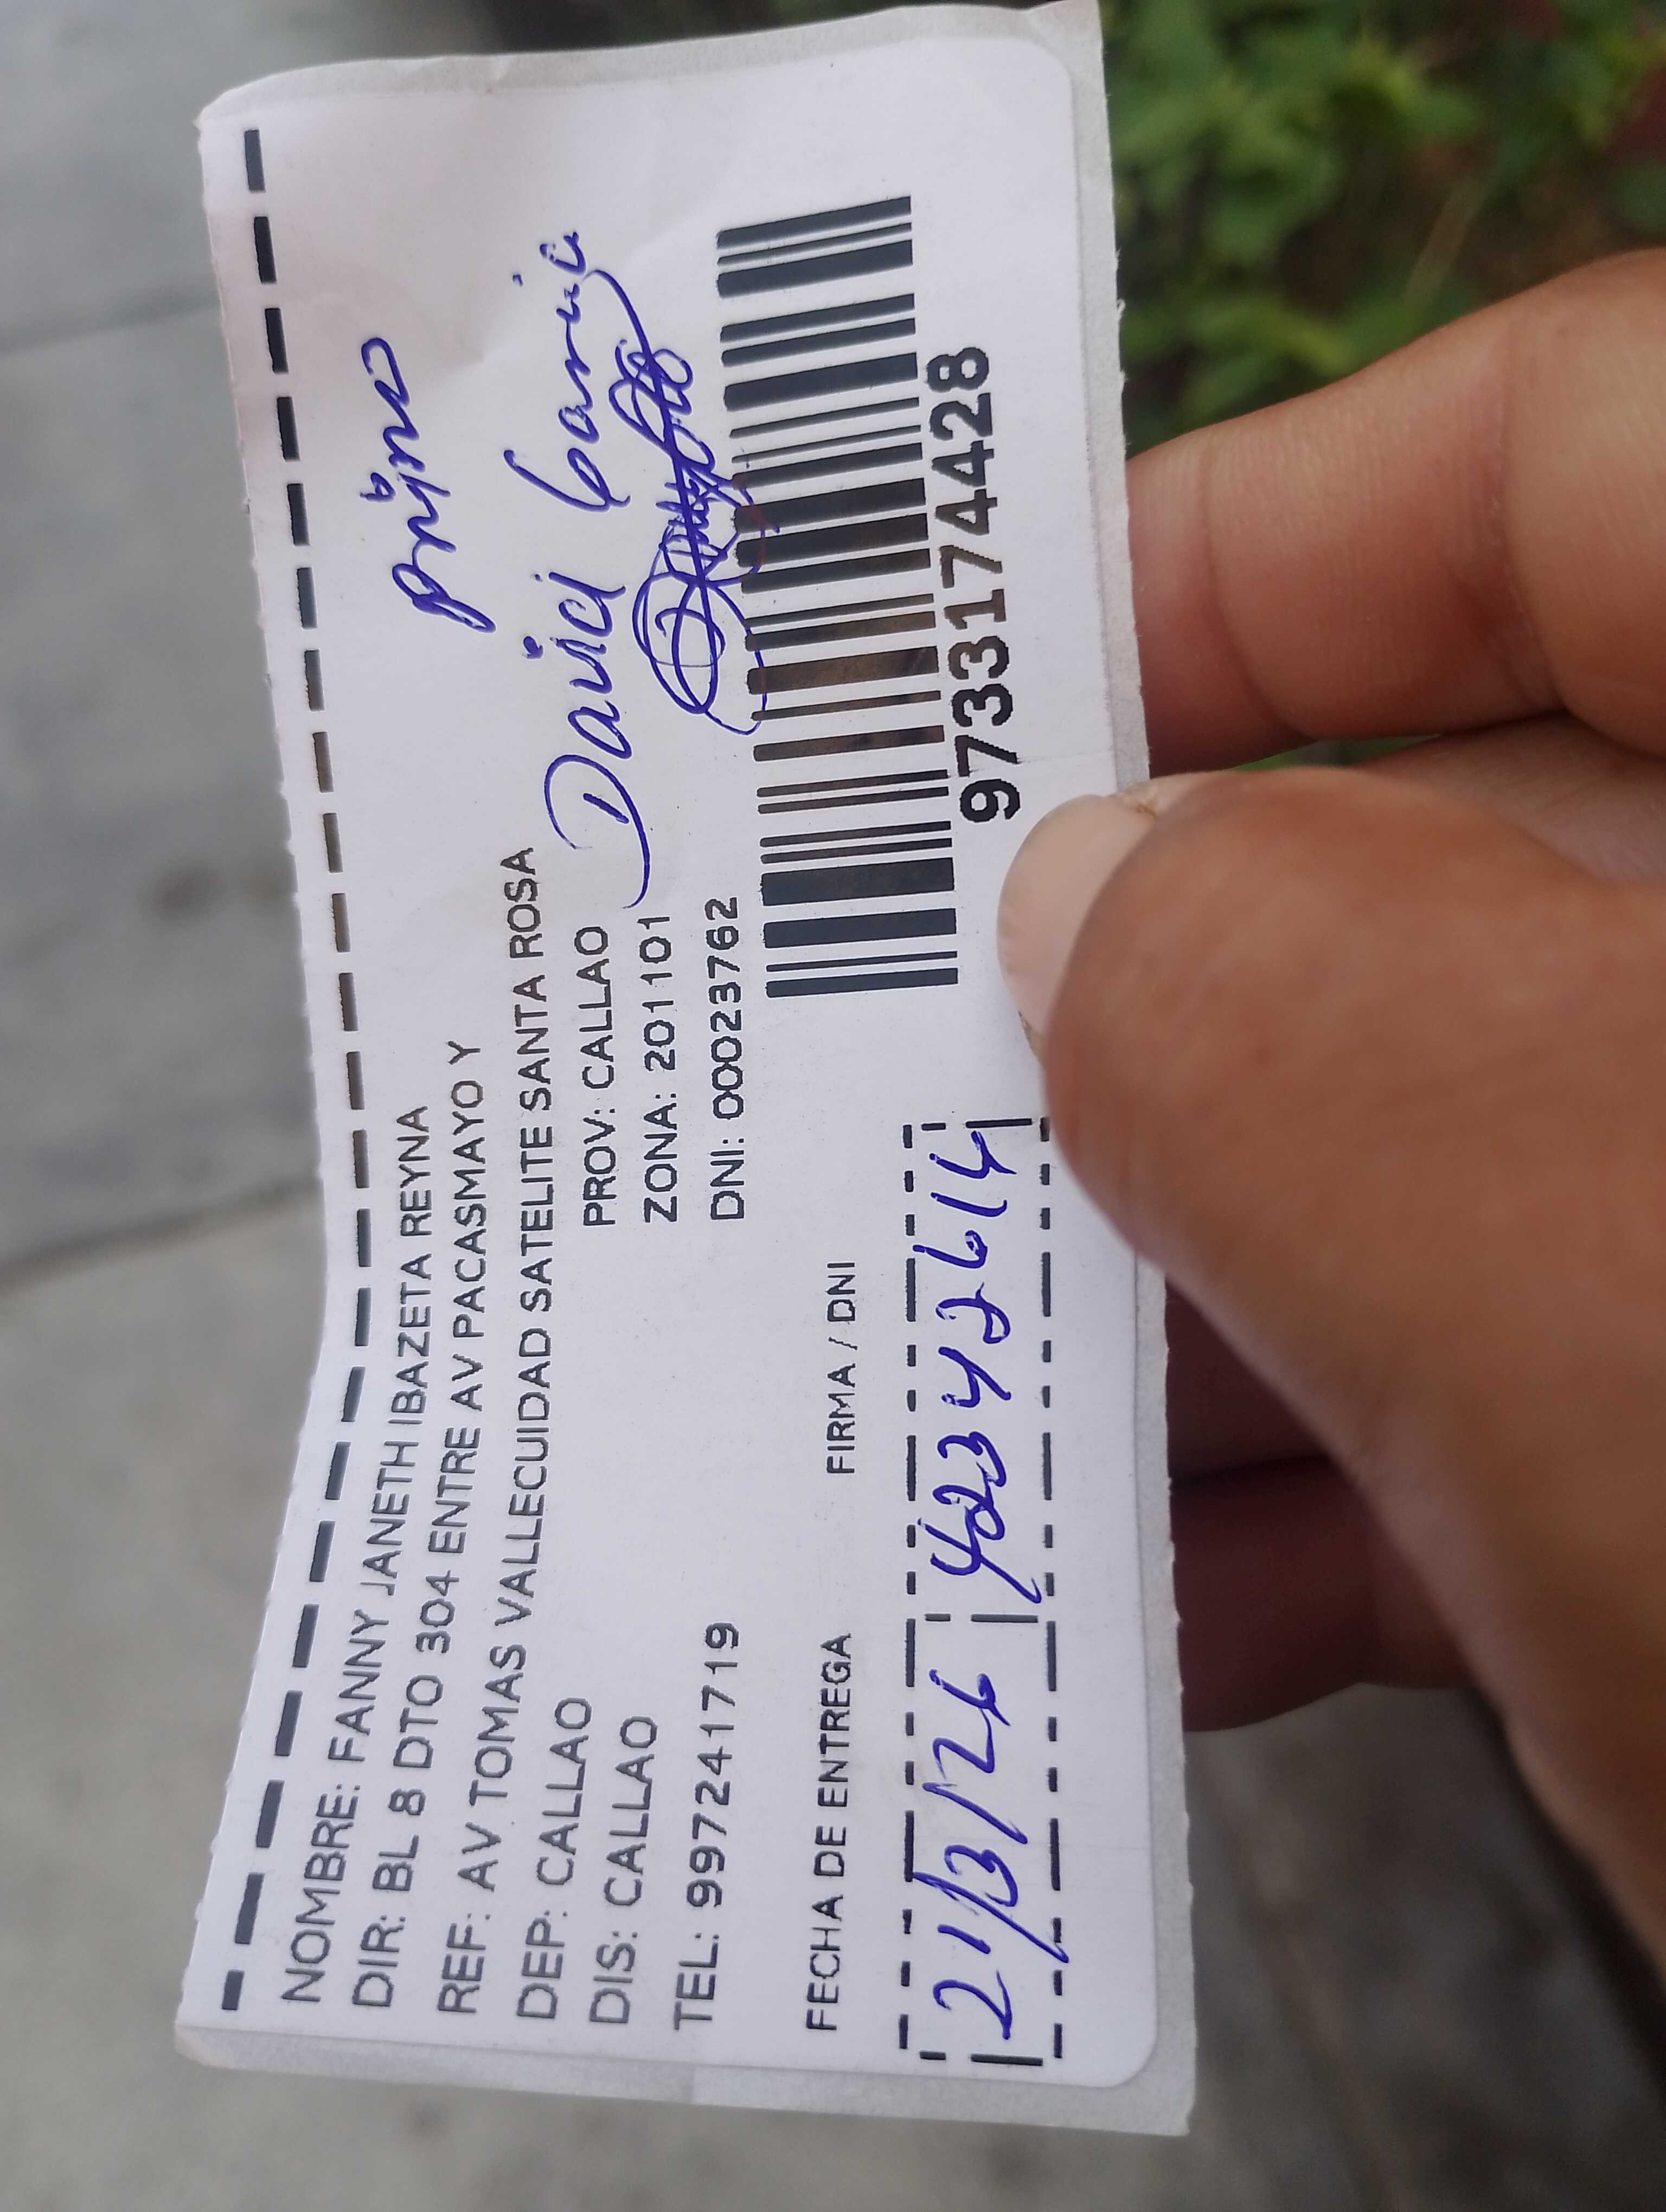 NOMBRE: FANNY JANETH IBAZETA REYNA
DIR: BL 8 DTO 304 ENTRE AV PACASMAYO Y
REF: AV TOMAS VALLECUIDAD SATELITE SANTA ROSA
DEP: CALLAO PROV: CALLAO
DIS: CALLAO ZONA: 201101
TEL: 997241719 DNI: 00023762
primo
David
9733174428
FECHA DE ENTREGA FIRMA / DNI
21/3/26 42342614